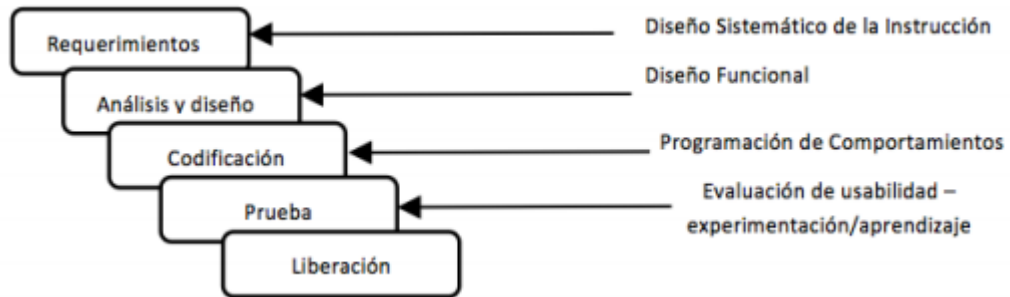 Requerimientos
Diseño Sistemático de la Instrucción
Análisis y diseño
Diseño Funcional
Codificación
Programación de Comportamientos
Prueba
Evaluación de usabilidad –
experimentación/aprendizaje
Liberación